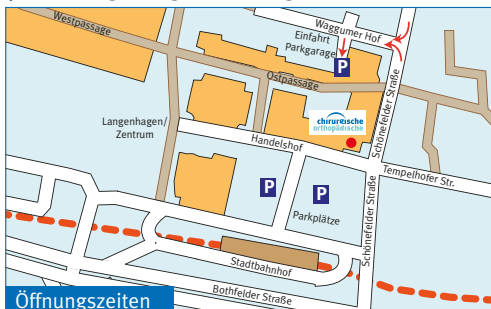 Westpassage
Waggumer Hof
Einfahrt
Parkgarage
P
Ostpassage
Schönefelder Straße
Langenhagen/
Zentrum
chirurgische
orthopädische
Handelshof
Tempelhofer Str.
P
P
Parkplätze
Schönefelder Straße
Stadtbahnhof
Bothfelder Straße
Öffnungszeiten